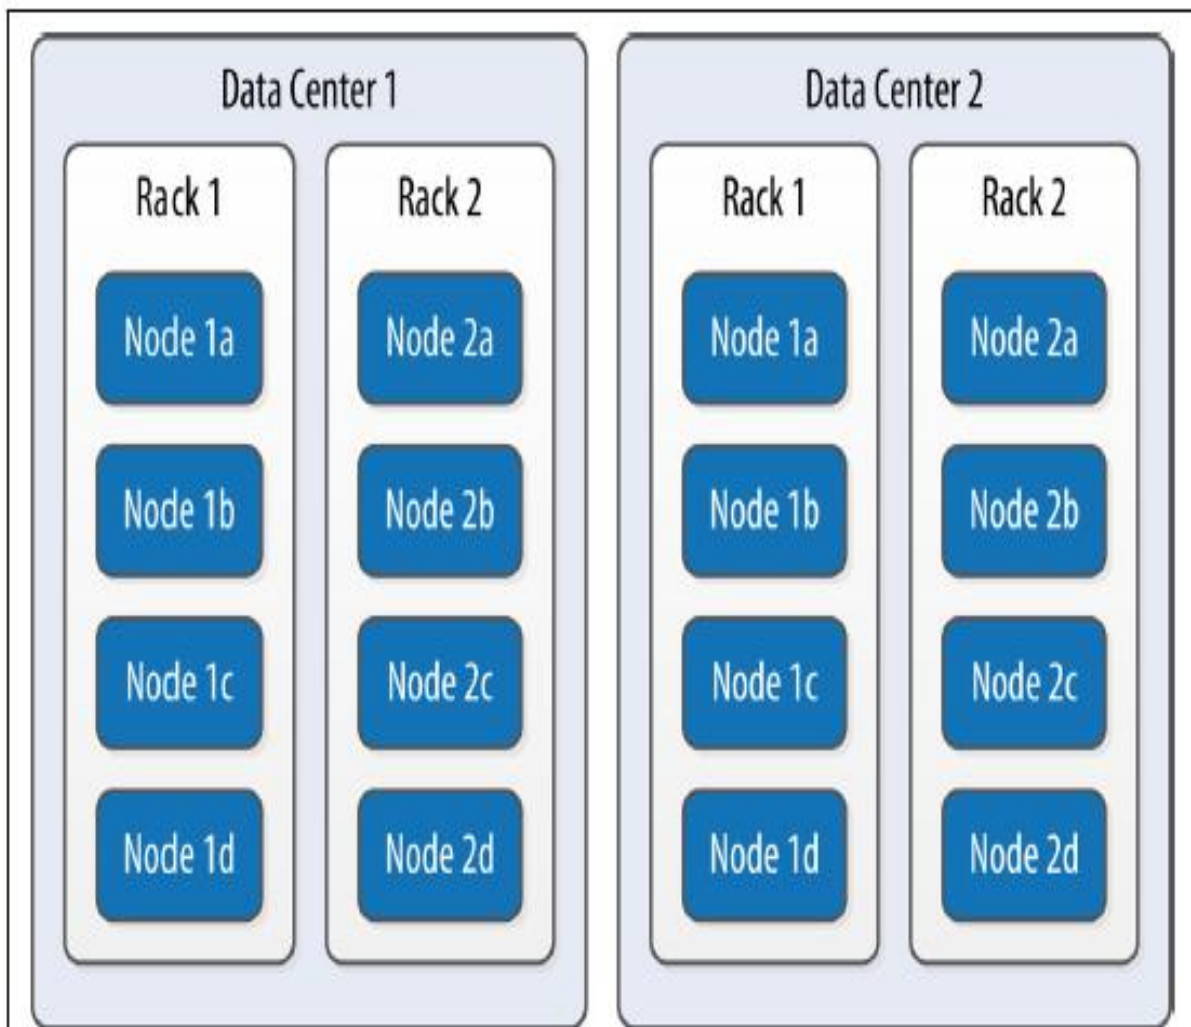 Data Center 1
Rack 1
Node 1a
Node 1b
Node 1c
Node 1d
Rack 2
Node 2a
Node 2b
Node 2c
Node 2d
Data Center 2
Rack 1
Node 1a
Node 1b
Node 1c
Node 1d
Rack 2
Node 2a
Node 2b
Node 2c
Node 2d